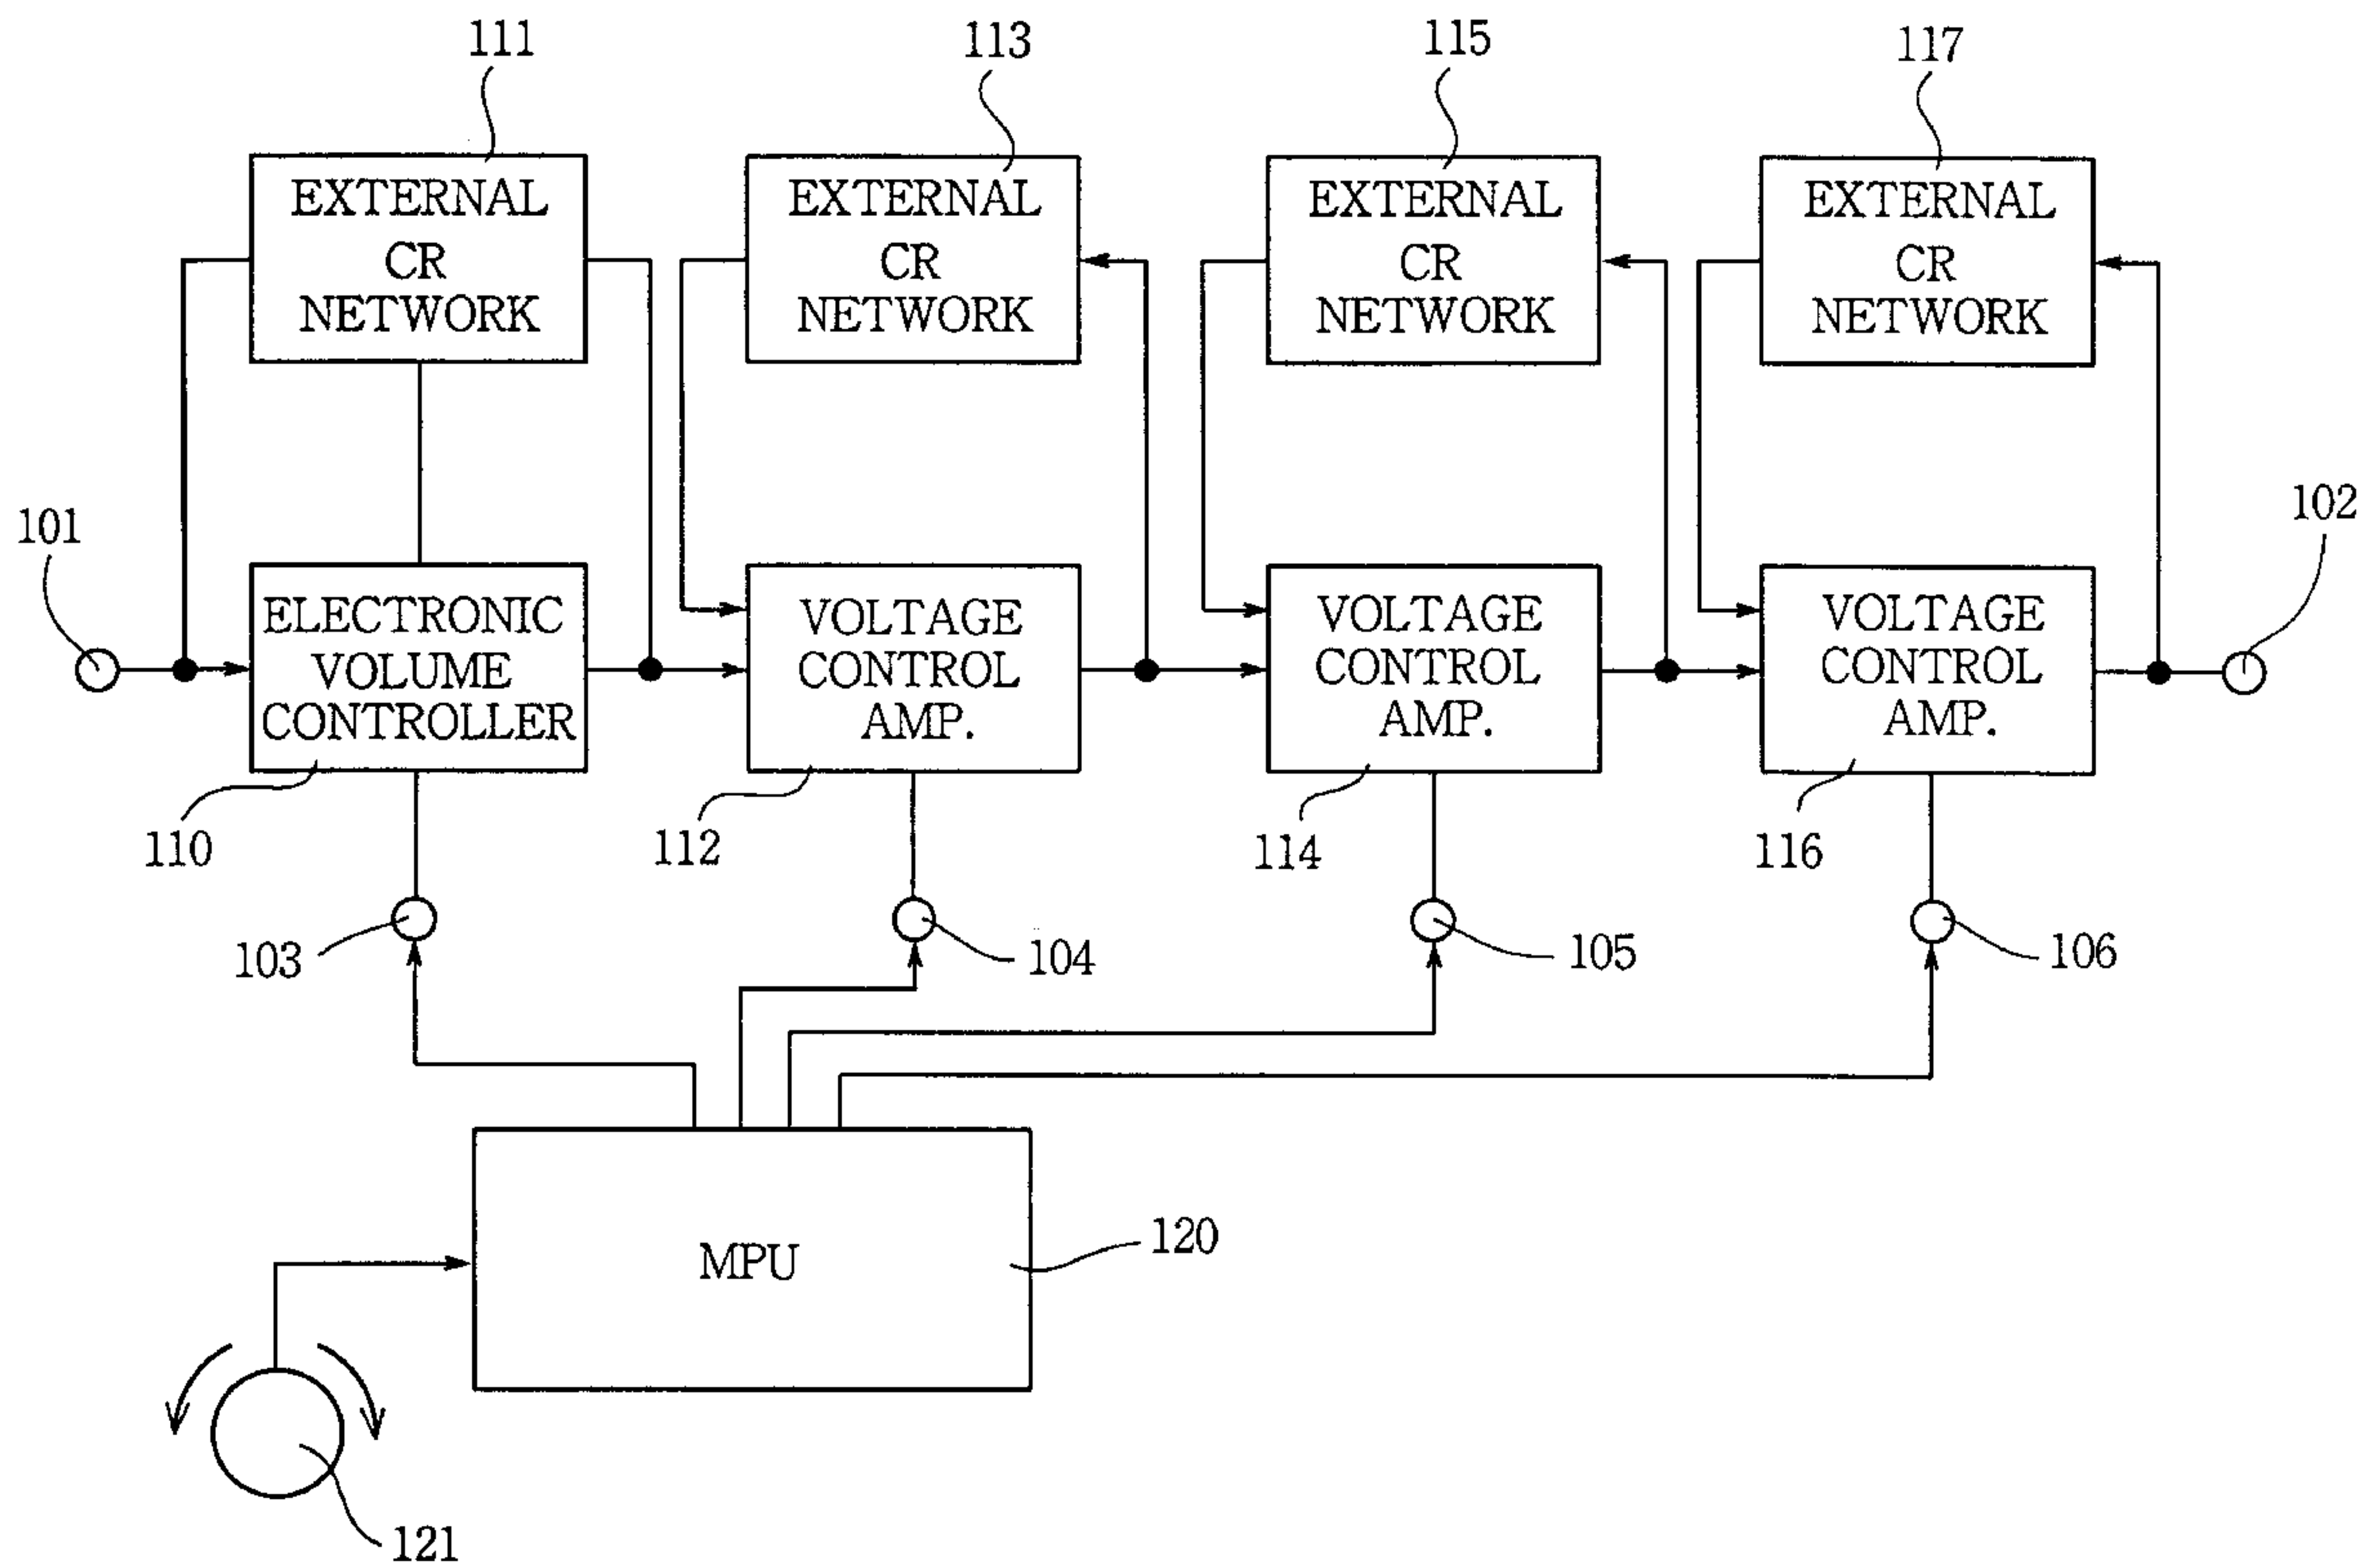 111
113
115
117
EXTERNAL
CR
NETWORK
EXTERNAL
CR
NETWORK
EXTERNAL
CR
NETWORK
EXTERNAL
CR
NETWORK
101
102
ELECTRONIC
VOLUME
CONTROLLER
VOLTAGE
CONTROL
AMP.
VOLTAGE
CONTROL
AMP.
VOLTAGE
CONTROL
AMP.
110
112
114
116
103
104
105
106
MPU
120
121